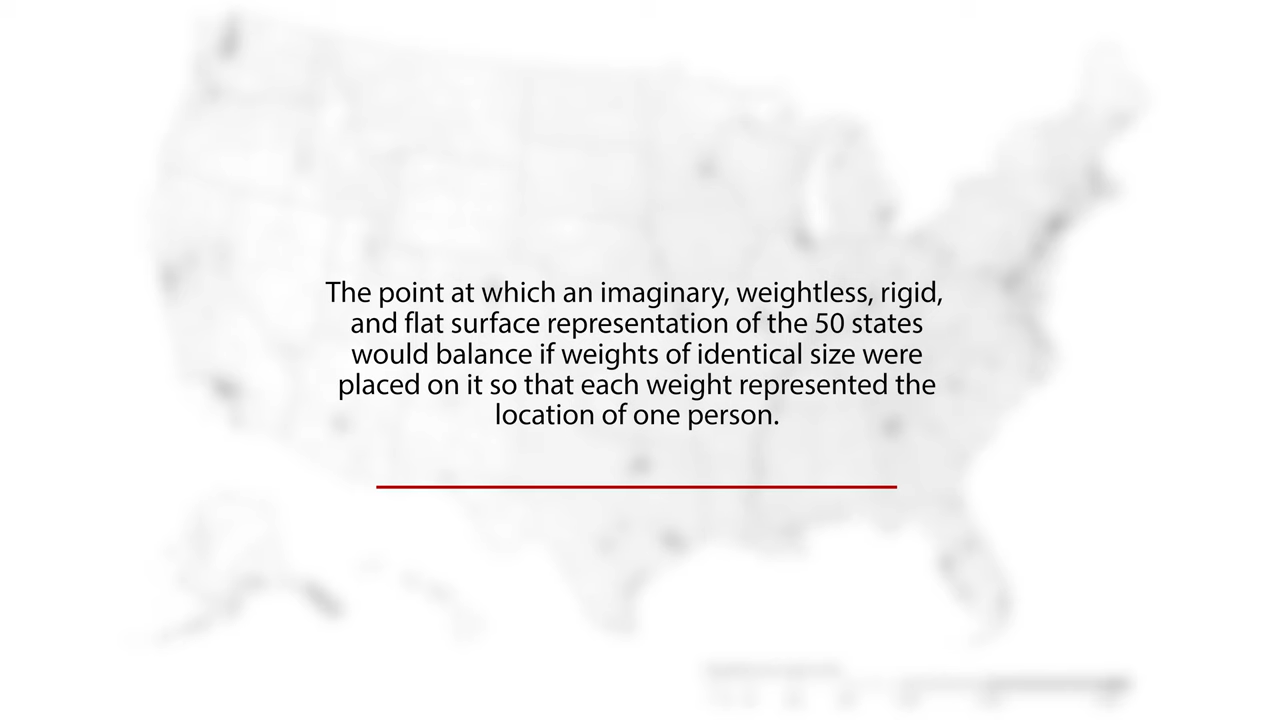 The point at which an imaginary, weightless, rigid,
and flat surface representation of the 50 states
would balance if weights of identical size were
placed on it so that each weight represented the
location of one person.